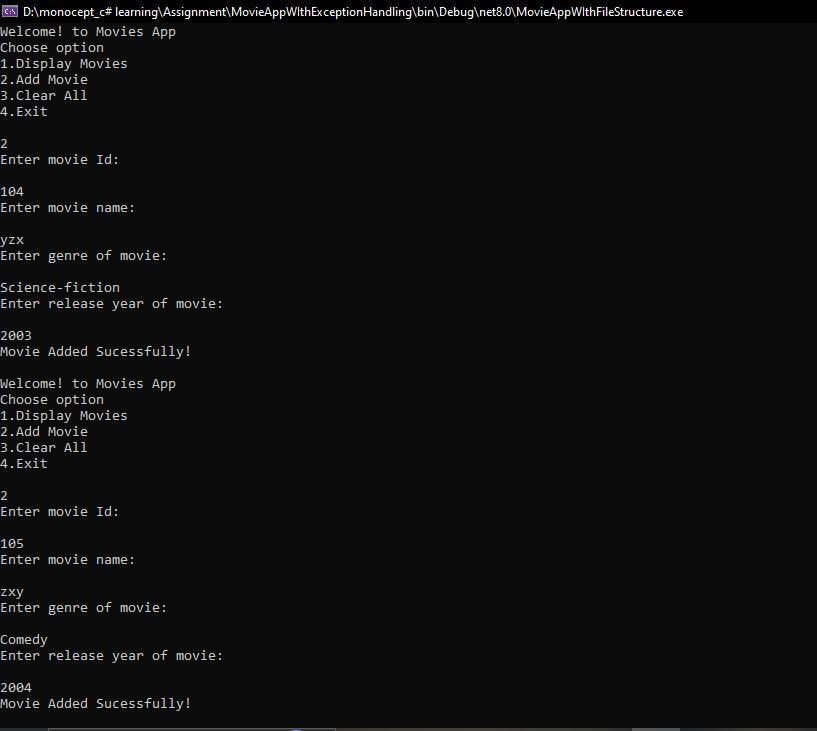 D:\monocept_c# learning\Assignment\MovieAppWIthExceptionHandling\bin\Debug\net8.0\MovieAppWIthFileStructure.exe
Welcome! to Movies App
Choose option
1.Display Movies
2.Add Movie
3.Clear All
4.Exit
2
Enter movie Id:
104
Enter movie name:
yzx
Enter genre of movie:
Science-fiction
Enter release year of movie:
2003
Movie Added Sucessfully!
Welcome! to Movies App
Choose option
1.Display Movies
2.Add Movie
3.Clear All
4.Exit
2
Enter movie Id:
105
Enter movie name:
zxy
Enter genre of movie:
Comedy
Enter release year of movie:
2004
Movie Added Sucessfully!